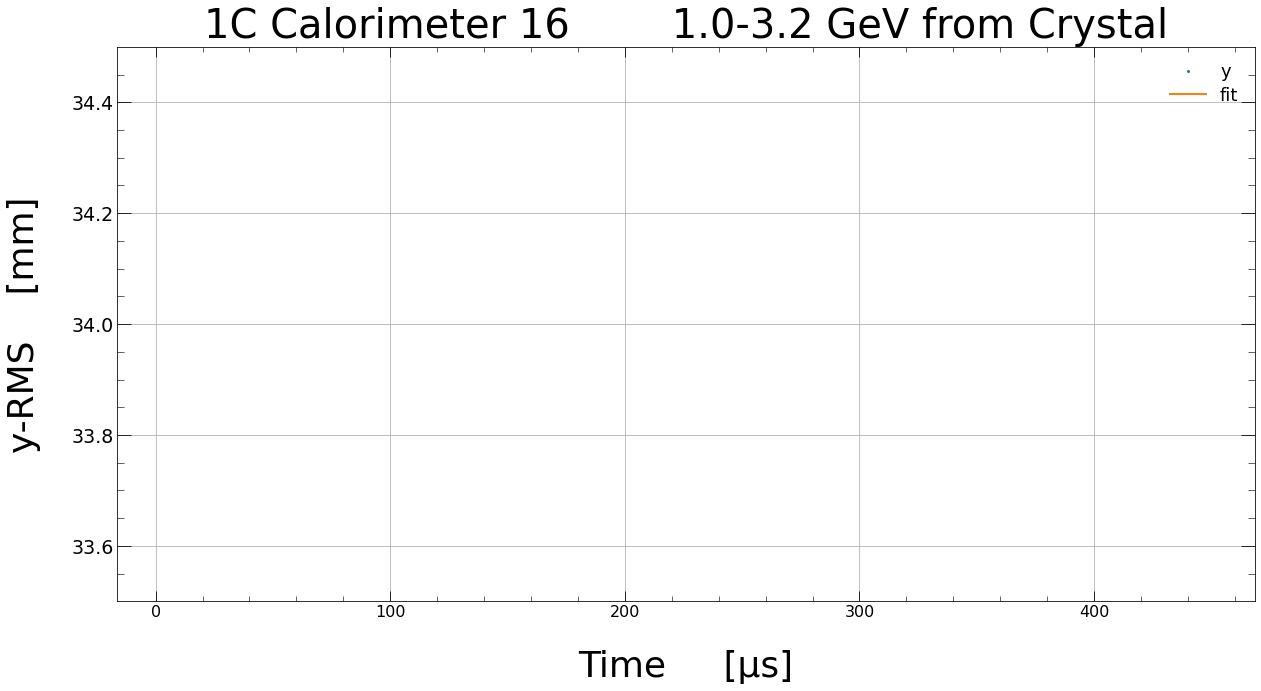 1C Calorimeter 16 1.0-3.2 GeV from Crystal
y
fit
34.4
34.2
34.0
33.8
33.6
y-RMS [mm]
0 100 200 300 400
Time [µs]